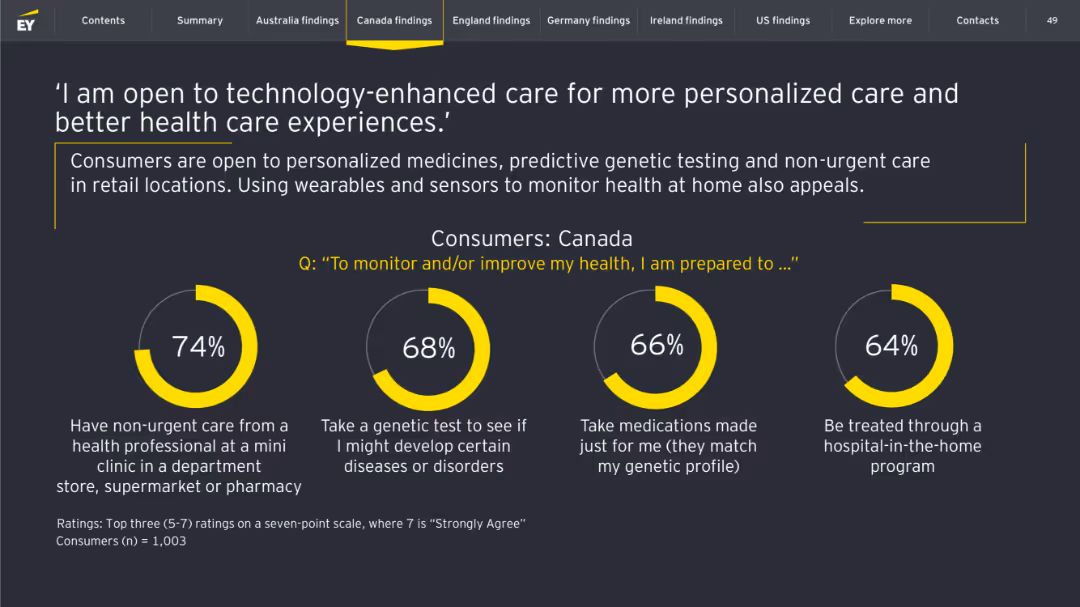 EY
Contents
Summary
Australia findings
Canada findings
England findings
Germany findings
Ireland findings
US findings
Explore more
Contacts
49
‘I am open to technology-enhanced care for more personalized care and
better health care experiences.’
Consumers are open to personalized medicines, predictive genetic testing and non-urgent care
in retail locations. Using wearables and sensors to monitor health at home also appeals.
Consumers: Canada
Q: “To monitor and/or improve my health, I am prepared to ...”
74%
Have non-urgent care from a
health professional at a mini
clinic in a department
store, supermarket or pharmacy
68%
Take a genetic test to see if
I might develop certain
diseases or disorders
66%
Take medications made
just for me (they match
my genetic profile)
64%
Be treated through a
hospital-in-the-home
program
Ratings: Top three (5-7) ratings on a seven-point scale, where 7 is “Strongly Agree”
Consumers (n) = 1,003